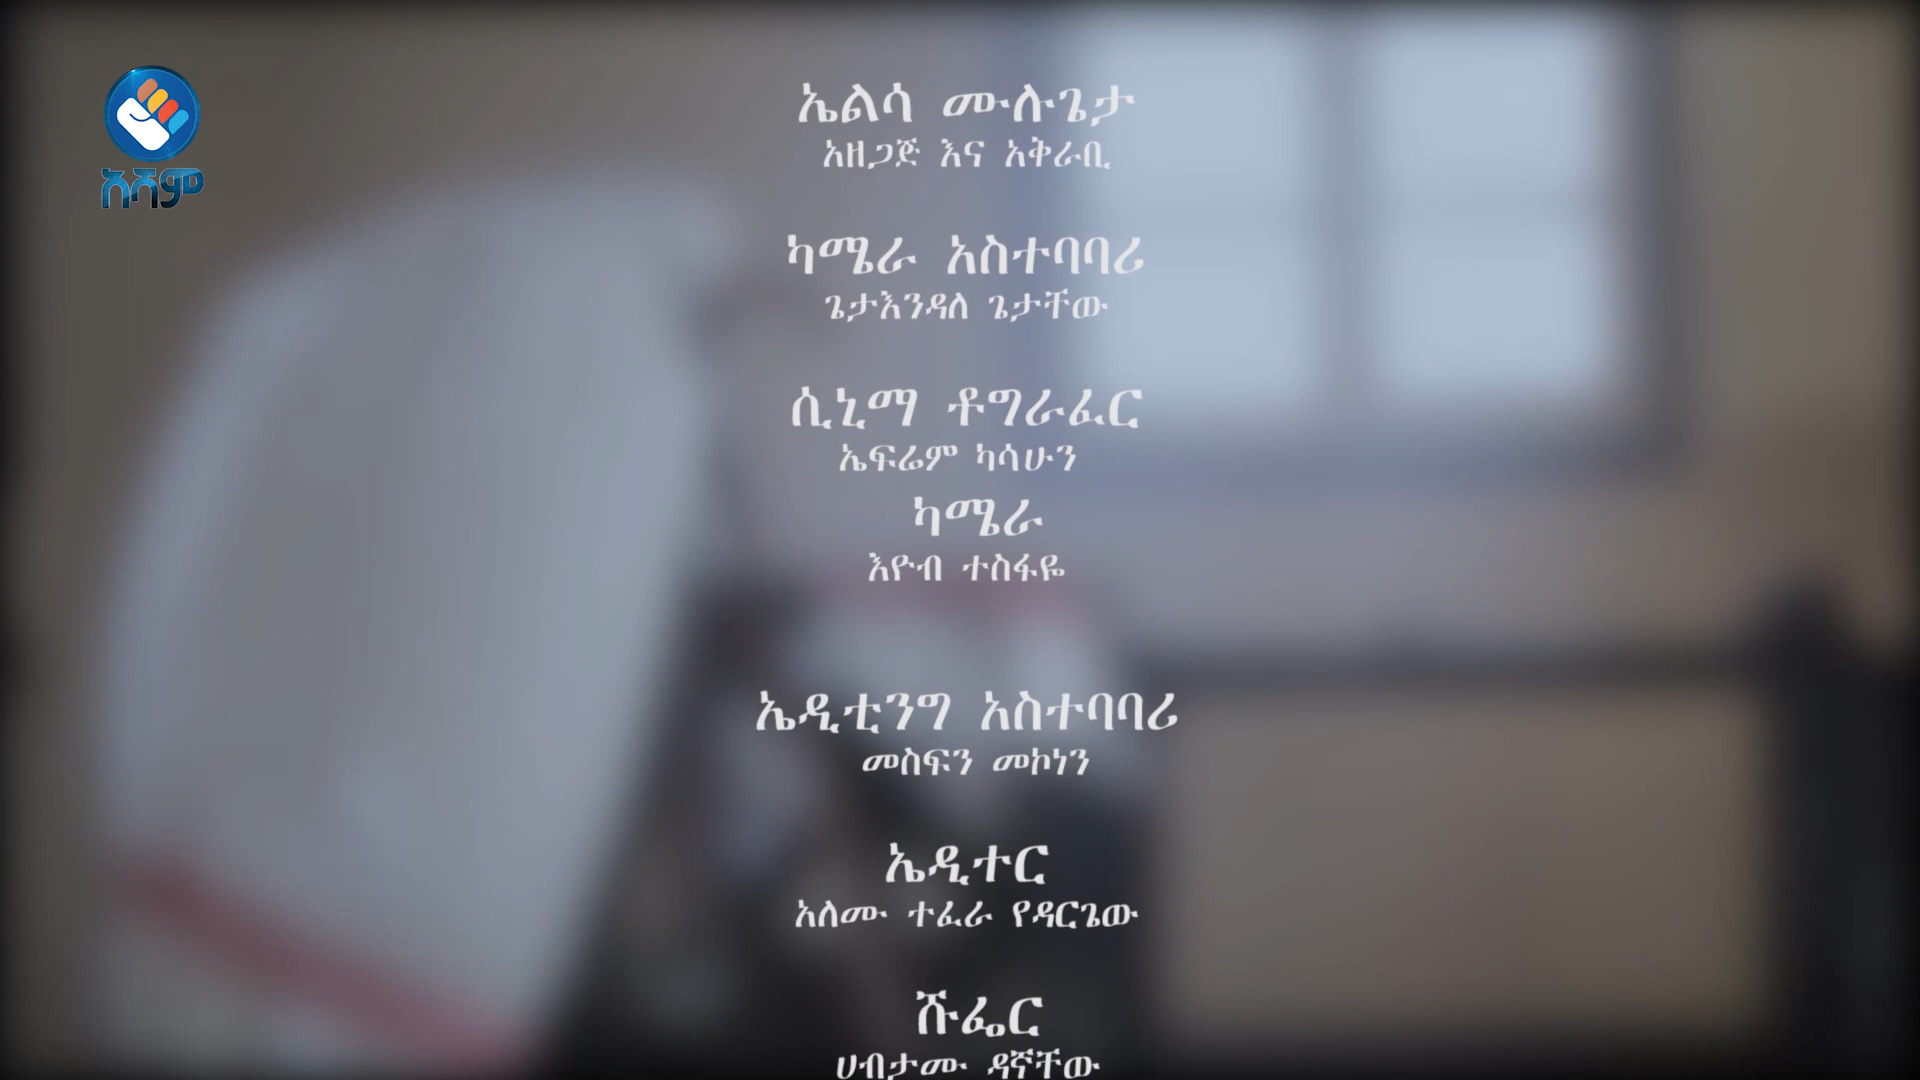 አሻም
ኤልሳ ሙሉጌታ
አዘጋጅ እና አቅራቢ
ካሜራ አስተባባሪ
ጌታእንዳለ ጌታቸው
ሲኒማ ቶግራፈር
ኤፍሬም ካሳሁን
ካሜራ
እዮብ ተስፋዬ
ኤዲቲንግ አስተባባሪ
መስፍን መኮነን
ኤዲተር
አለሙ ተፈራ የዳርጌው
ሹፌር
ሀብታሙ ዳኛቸው